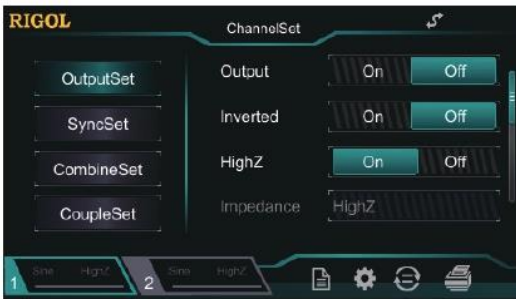 RIGOL
ChannelSet
OutputSet
SyncSet
CombineSet
CoupleSet
Output On Off
Inverted On Off
HighZ On Off
Impedance HighZ
1 Sine HighZ
2 Sine HighZ